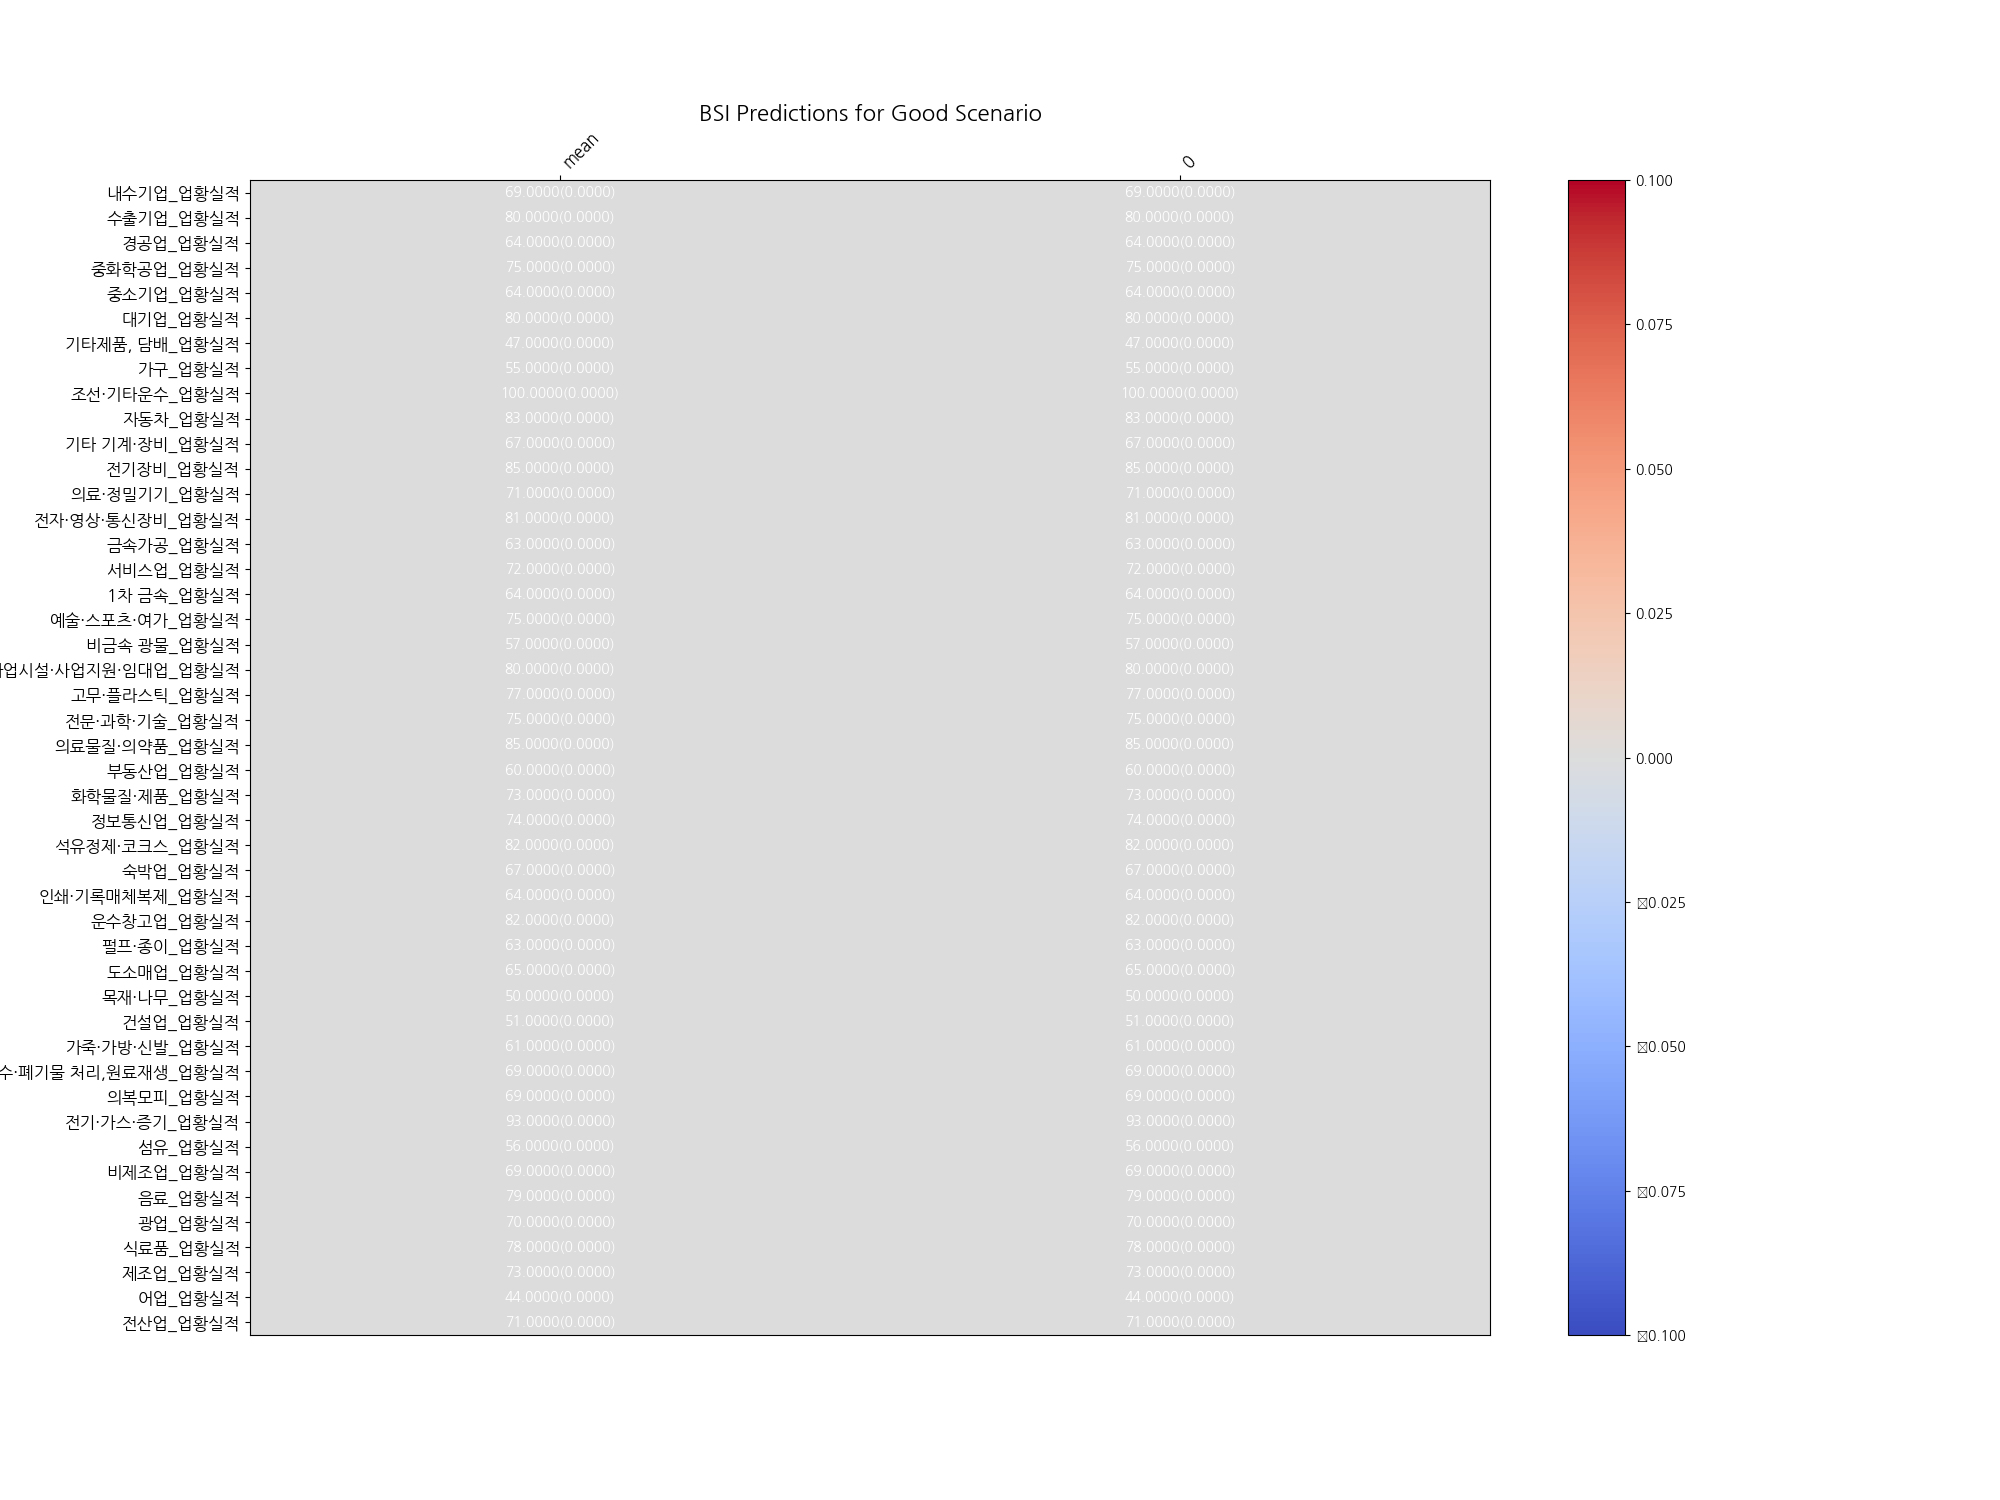 BSI Predictions for Good Scenario
mean 0
내수기업_업황실적 69.0000(0.0000) 69.0000(0.0000)
수출기업_업황실적 80.0000(0.0000) 80.0000(0.0000)
경공업_업황실적 64.0000(0.0000) 64.0000(0.0000)
중화학공업_업황실적 75.0000(0.0000) 75.0000(0.0000)
중소기업_업황실적 64.0000(0.0000) 64.0000(0.0000)
대기업_업황실적 80.0000(0.0000) 80.0000(0.0000)
기타제품, 담배_업황실적 47.0000(0.0000) 47.0000(0.0000)
가구_업황실적 55.0000(0.0000) 55.0000(0.0000)
조선·기타운수_업황실적 100.0000(0.0000) 100.0000(0.0000)
자동차_업황실적 83.0000(0.0000) 83.0000(0.0000)
기타 기계·장비_업황실적 67.0000(0.0000) 67.0000(0.0000)
전기장비_업황실적 85.0000(0.0000) 85.0000(0.0000)
의료·정밀기기_업황실적 71.0000(0.0000) 71.0000(0.0000)
전자·영상·통신장비_업황실적 81.0000(0.0000) 81.0000(0.0000)
금속가공_업황실적 63.0000(0.0000) 63.0000(0.0000)
서비스업_업황실적 72.0000(0.0000) 72.0000(0.0000)
1차 금속_업황실적 64.0000(0.0000) 64.0000(0.0000)
예술·스포츠·여가_업황실적 75.0000(0.0000) 75.0000(0.0000)
비금속 광물_업황실적 57.0000(0.0000) 57.0000(0.0000)
업시설·사업지원·임대업_업황실적 80.0000(0.0000) 80.0000(0.0000)
고무·플라스틱_업황실적 77.0000(0.0000) 77.0000(0.0000)
전문·과학·기술_업황실적 75.0000(0.0000) 75.0000(0.0000)
의료물질·의약품_업황실적 85.0000(0.0000) 85.0000(0.0000)
부동산업_업황실적 60.0000(0.0000) 60.0000(0.0000)
화학물질·제품_업황실적 73.0000(0.0000) 73.0000(0.0000)
정보통신업_업황실적 74.0000(0.0000) 74.0000(0.0000)
석유정제·코크스_업황실적 82.0000(0.0000) 82.0000(0.0000)
숙박업_업황실적 67.0000(0.0000) 67.0000(0.0000)
인쇄·기록매체복제_업황실적 64.0000(0.0000) 64.0000(0.0000)
운수창고업_업황실적 82.0000(0.0000) 82.0000(0.0000)
펄프·종이_업황실적 63.0000(0.0000) 63.0000(0.0000)
도소매업_업황실적 65.0000(0.0000) 65.0000(0.0000)
목재·나무_업황실적 50.0000(0.0000) 50.0000(0.0000)
건설업_업황실적 51.0000(0.0000) 51.0000(0.0000)
가죽·가방·신발_업황실적 61.0000(0.0000) 61.0000(0.0000)
수·폐기물 처리,원료재생_업황실적 69.0000(0.0000) 69.0000(0.0000)
의복모피_업황실적 69.0000(0.0000) 69.0000(0.0000)
전기·가스·증기_업황실적 93.0000(0.0000) 93.0000(0.0000)
섬유_업황실적 56.0000(0.0000) 56.0000(0.0000)
비제조업_업황실적 69.0000(0.0000) 69.0000(0.0000)
음료_업황실적 79.0000(0.0000) 79.0000(0.0000)
광업_업황실적 70.0000(0.0000) 70.0000(0.0000)
식료품_업황실적 78.0000(0.0000) 78.0000(0.0000)
제조업_업황실적 73.0000(0.0000) 73.0000(0.0000)
어업_업황실적 44.0000(0.0000) 44.0000(0.0000)
전산업_업황실적 71.0000(0.0000) 71.0000(0.0000)
0.100
0.075
0.050
0.025
0.000
0.025
0.050
0.075
0.100